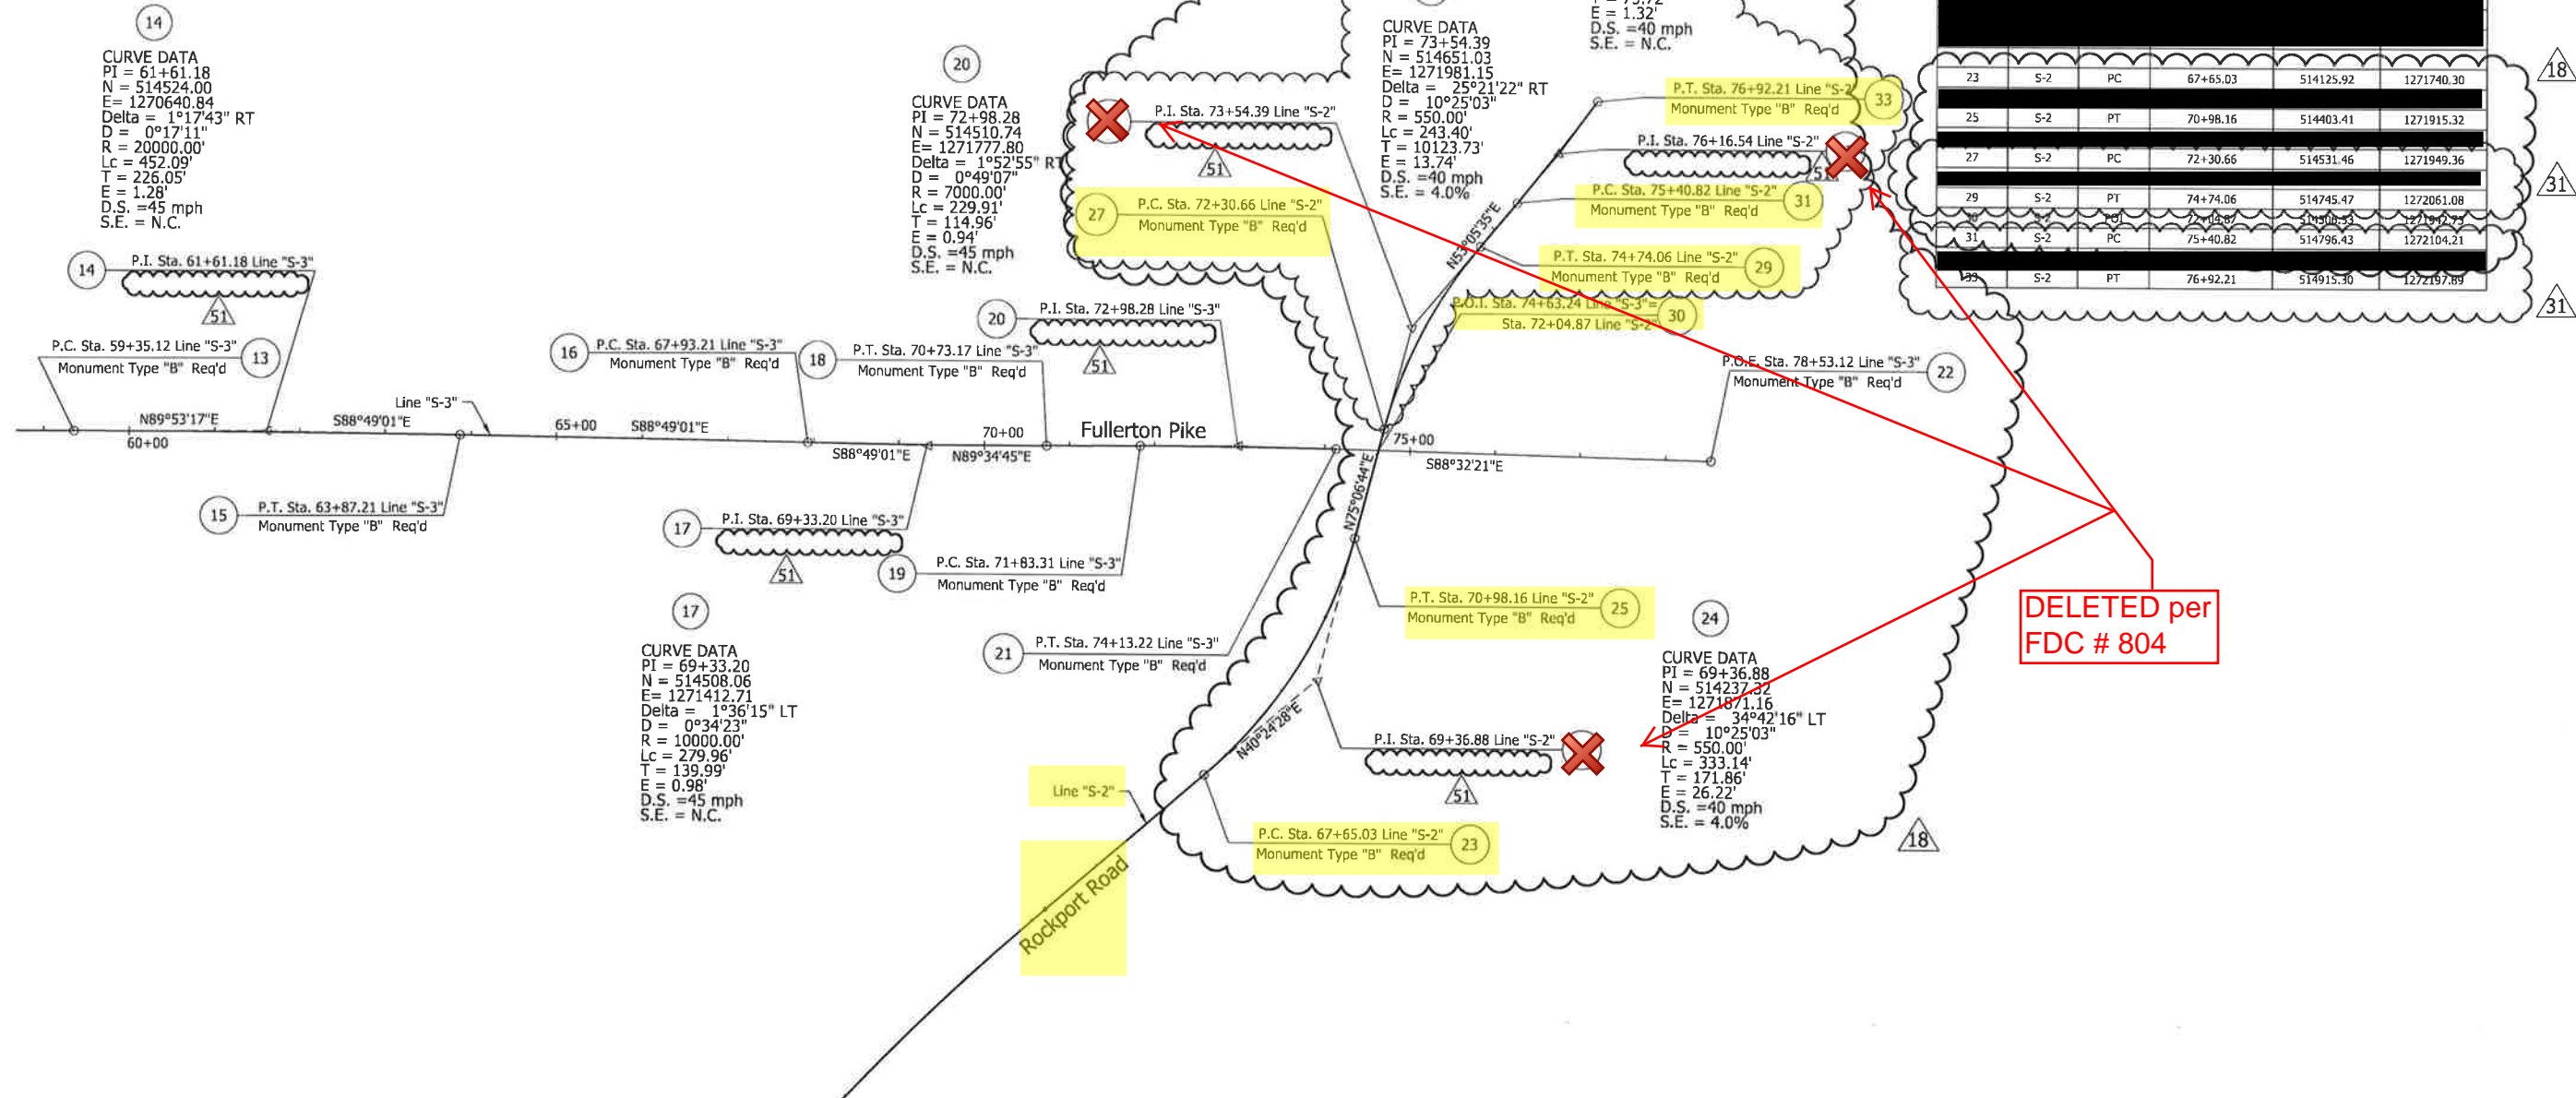 14
CURVE DATA
PI = 61+61.18
N = 514524.00
E= 1270640.84
Delta = 1°17'43" RT
D = 0°17'11"
R = 20000.00'
Lc = 452.09'
T = 226.05'
E = 1.28'
D.S. =45 mph
S.E. = N.C.
20
CURVE DATA
PI = 72+98.28
N = 514510.74
E= 1271777.80
Delta = 1°52'55" RT
D = 0°49'07"
R = 7000.00'
Lc = 229.91'
T = 114.96'
E = 0.94'
D.S. =45 mph
S.E. = N.C.
CURVE DATA
PI = 73+54.39
N = 514651.03
E= 1271981.15
Delta = 25°21'22" RT
D = 10°25'03"
R = 550.00'
Lc = 243.40'
T = 10123.73'
E = 13.74'
D.S. =40 mph
S.E. = 4.0%
E = 1.32'
D.S. =40 mph
S.E. = N.C.
23 S-2 PC 67+65.03 514125.92 1271740.30
25 S-2 PT 70+98.16 514403.41 1271915.32
27 S-2 PC 72+30.66 514531.46 1271949.36
29 S-2 PT 74+74.06 514745.47 1272061.08
30 S-2 POI 72+04.87 514506.53 1271942.73
31 S-2 PC 75+40.82 514796.43 1272104.21
33 S-2 PT 76+92.21 514915.30 1272197.89
18
31
31
P.I. Sta. 73+54.39 Line "S-2"
51
27
P.C. Sta. 72+30.66 Line "S-2"
Monument Type "B" Req'd
P.T. Sta. 76+92.21 Line "S-2"
Monument Type "B" Req'd
33
P.I. Sta. 76+16.54 Line "S-2"
51
P.C. Sta. 75+40.82 Line "S-2"
Monument Type "B" Req'd
31
N53°05'35"E
P.T. Sta. 74+74.06 Line "S-2"
Monument Type "B" Req'd
29
P.O.I. Sta. 74+63.24 Line "S-3"=
Sta. 72+04.87 Line "S-2"
30
14
P.I. Sta. 61+61.18 Line "S-3"
51
P.C. Sta. 59+35.12 Line "S-3"
Monument Type "B" Req'd
13
16
P.C. Sta. 67+93.21 Line "S-3"
Monument Type "B" Req'd
18
P.T. Sta. 70+73.17 Line "S-3"
Monument Type "B" Req'd
20
P.I. Sta. 72+98.28 Line "S-3"
51
P.O.E. Sta. 78+53.12 Line "S-3"
Monument Type "B" Req'd
22
Line "S-3"
N89°53'17"E
60+00
S88°49'01"E
65+00
S88°49'01"E
S88°49'01"E
70+00
N89°34'45"E
Fullerton Pike
75+00
S88°32'21"E
N75°06'44"E
15
P.T. Sta. 63+87.21 Line "S-3"
Monument Type "B" Req'd
17
P.I. Sta. 69+33.20 Line "S-3"
51
19
P.C. Sta. 71+83.31 Line "S-3"
Monument Type "B" Req'd
21
P.T. Sta. 74+13.22 Line "S-3"
Monument Type "B" Req'd
P.T. Sta. 70+98.16 Line "S-2"
Monument Type "B" Req'd
25
17
CURVE DATA
PI = 69+33.20
N = 514508.06
E= 1271412.71
Delta = 1°36'15" LT
D = 0°34'23"
R = 10000.00'
Lc = 279.96'
T = 139.99'
E = 0.98'
D.S. =45 mph
S.E. = N.C.
24
CURVE DATA
PI = 69+36.88
N = 514237.32
E= 1271871.16
Delta = 34°42'16" LT
D = 10°25'03"
R = 550.00'
Lc = 333.14'
T = 171.86'
E = 26.22'
D.S. =40 mph
S.E. = 4.0%
DELETED per
FDC # 804
N40°24'28"E
P.I. Sta. 69+36.88 Line "S-2"
51
Line "S-2"
P.C. Sta. 67+65.03 Line "S-2"
Monument Type "B" Req'd
23
18
Rockport Road